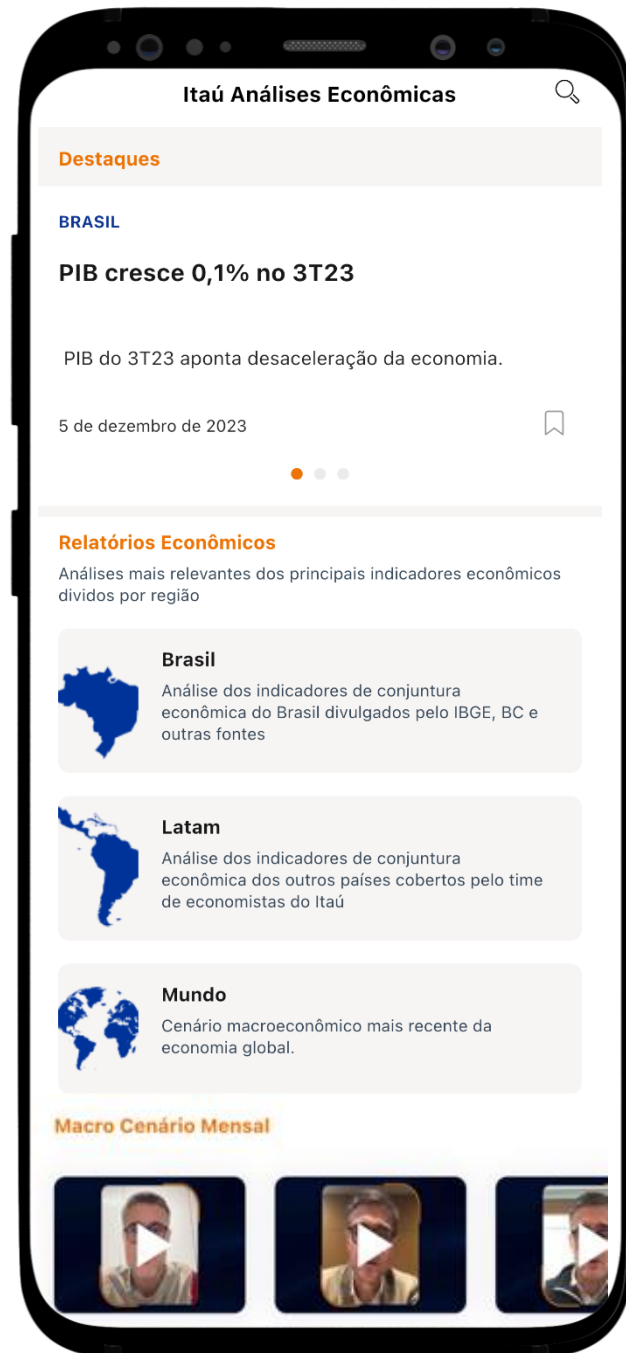 Itaú Análises Econômicas
Destaques
BRASIL
PIB cresce 0,1% no 3T23
PIB do 3T23 aponta desaceleração da economia.
5 de dezembro de 2023
Relatórios Econômicos
Análises mais relevantes dos principais indicadores econômicos
dividos por região
Brasil
Análise dos indicadores de conjuntura
econômica do Brasil divulgados pelo IBGE, BC e
outras fontes
Latam
Análise dos indicadores de conjuntura
econômica dos outros países cobertos pelo time
de economistas do Itaú
Mundo
Cenário macroeconômico mais recente da
economia global.
Macro Cenário Mensal